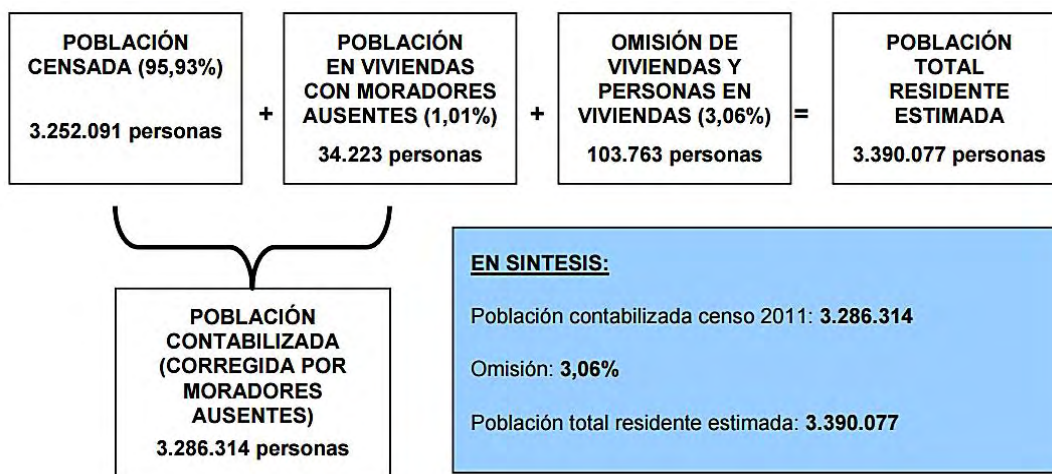 POBLACIÓN
CENSADA (95,93%)
3.252.091 personas
+
POBLACIÓN
EN VIVIENDAS
CON MORADORES
AUSENTES (1,01%)
34.223 personas
+
OMISIÓN DE
VIVIENDAS Y
PERSONAS EN
VIVIENDAS (3,06%)
103.763 personas
=
POBLACIÓN
TOTAL
RESIDENTE
ESTIMADA
3.390.077 personas
POBLACIÓN
CONTABILIZADA
(CORREGIDA POR
MORADORES
AUSENTES)
3.286.314 personas
EN SINTESIS:
Población contabilizada censo 2011: 3.286.314
Omisión: 3,06%
Población total residente estimada: 3.390.077